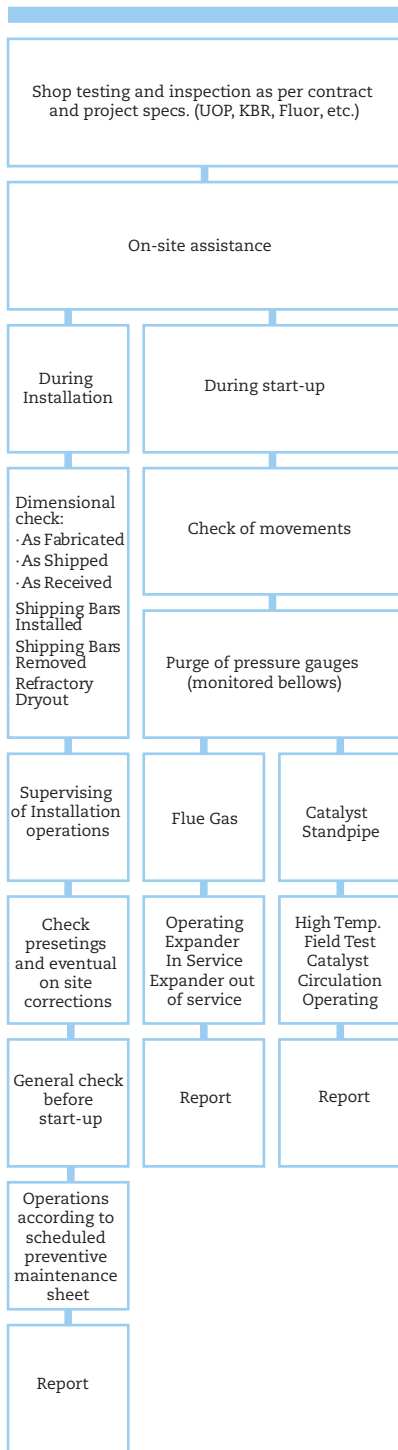 Shop testing and inspection as per contract
and project specs. (UOP, KBR, Fluor, etc.)
On-site assistance
During
Installation
During start-up
Dimensional
check:
· As Fabricated
· As Shipped
· As Received
Shipping Bars
Installed
Shipping Bars
Removed
Refractory
Dryout
Check of movements
Purge of pressure gauges
(monitored bellows)
Supervising
of Installation
operations
Flue Gas
Catalyst
Standpipe
Check
presetings
and eventual
on site
corrections
Operating
Expander
In Service
Expander out
of service
High Temp.
Field Test
Catalyst
Circulation
Operating
General check
before
start-up
Report
Report
Operations
according to
scheduled
preventive
maintenance
sheet
Report